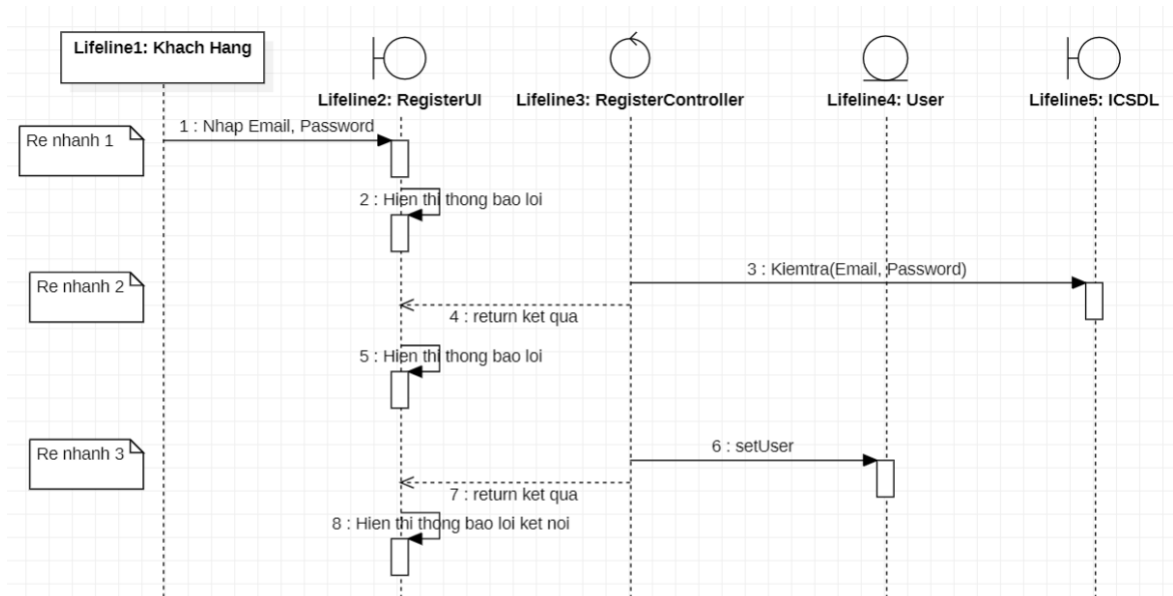 Lifeline1: Khach Hang
Lifeline2: RegisterUI
Lifeline3: RegisterController
Lifeline4: User
Lifeline5: ICSDL
Re nhanh 1
1 : Nhap Email, Password
2 : Hien thi thong bao loi
Re nhanh 2
3 : Kiemtra(Email, Password)
4 : return ket qua
5 : Hien thi thong bao loi
Re nhanh 3
6 : setUser
7 : return ket qua
8 : Hien thi thong bao loi ket noi